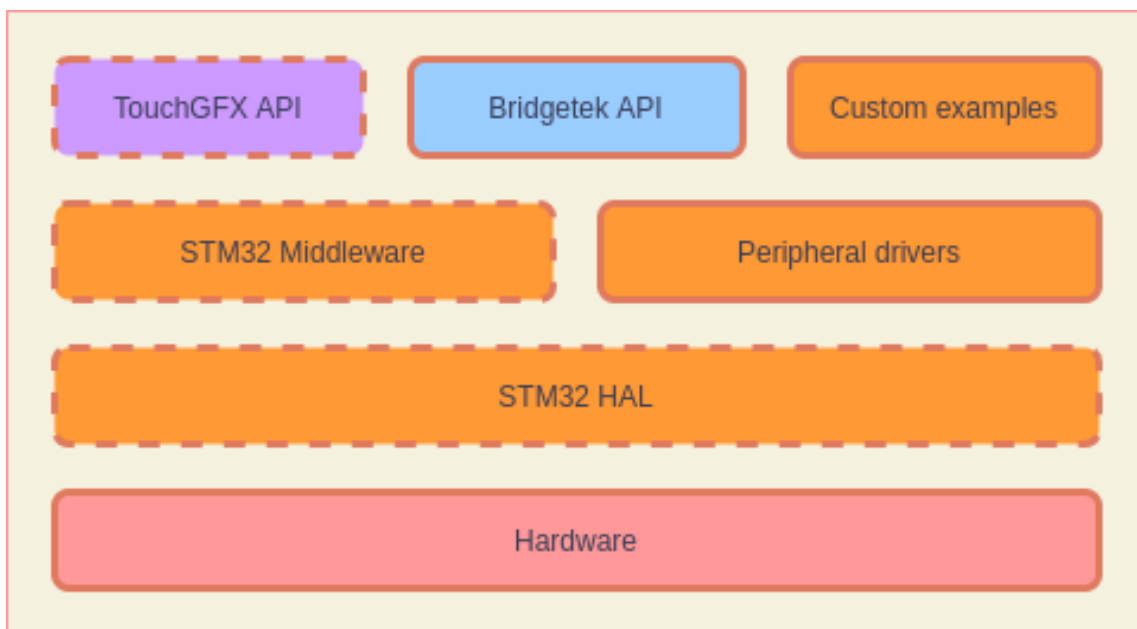 TouchGFX API
Bridgetek API
Custom examples
STM32 Middleware
Peripheral drivers
STM32 HAL
Hardware